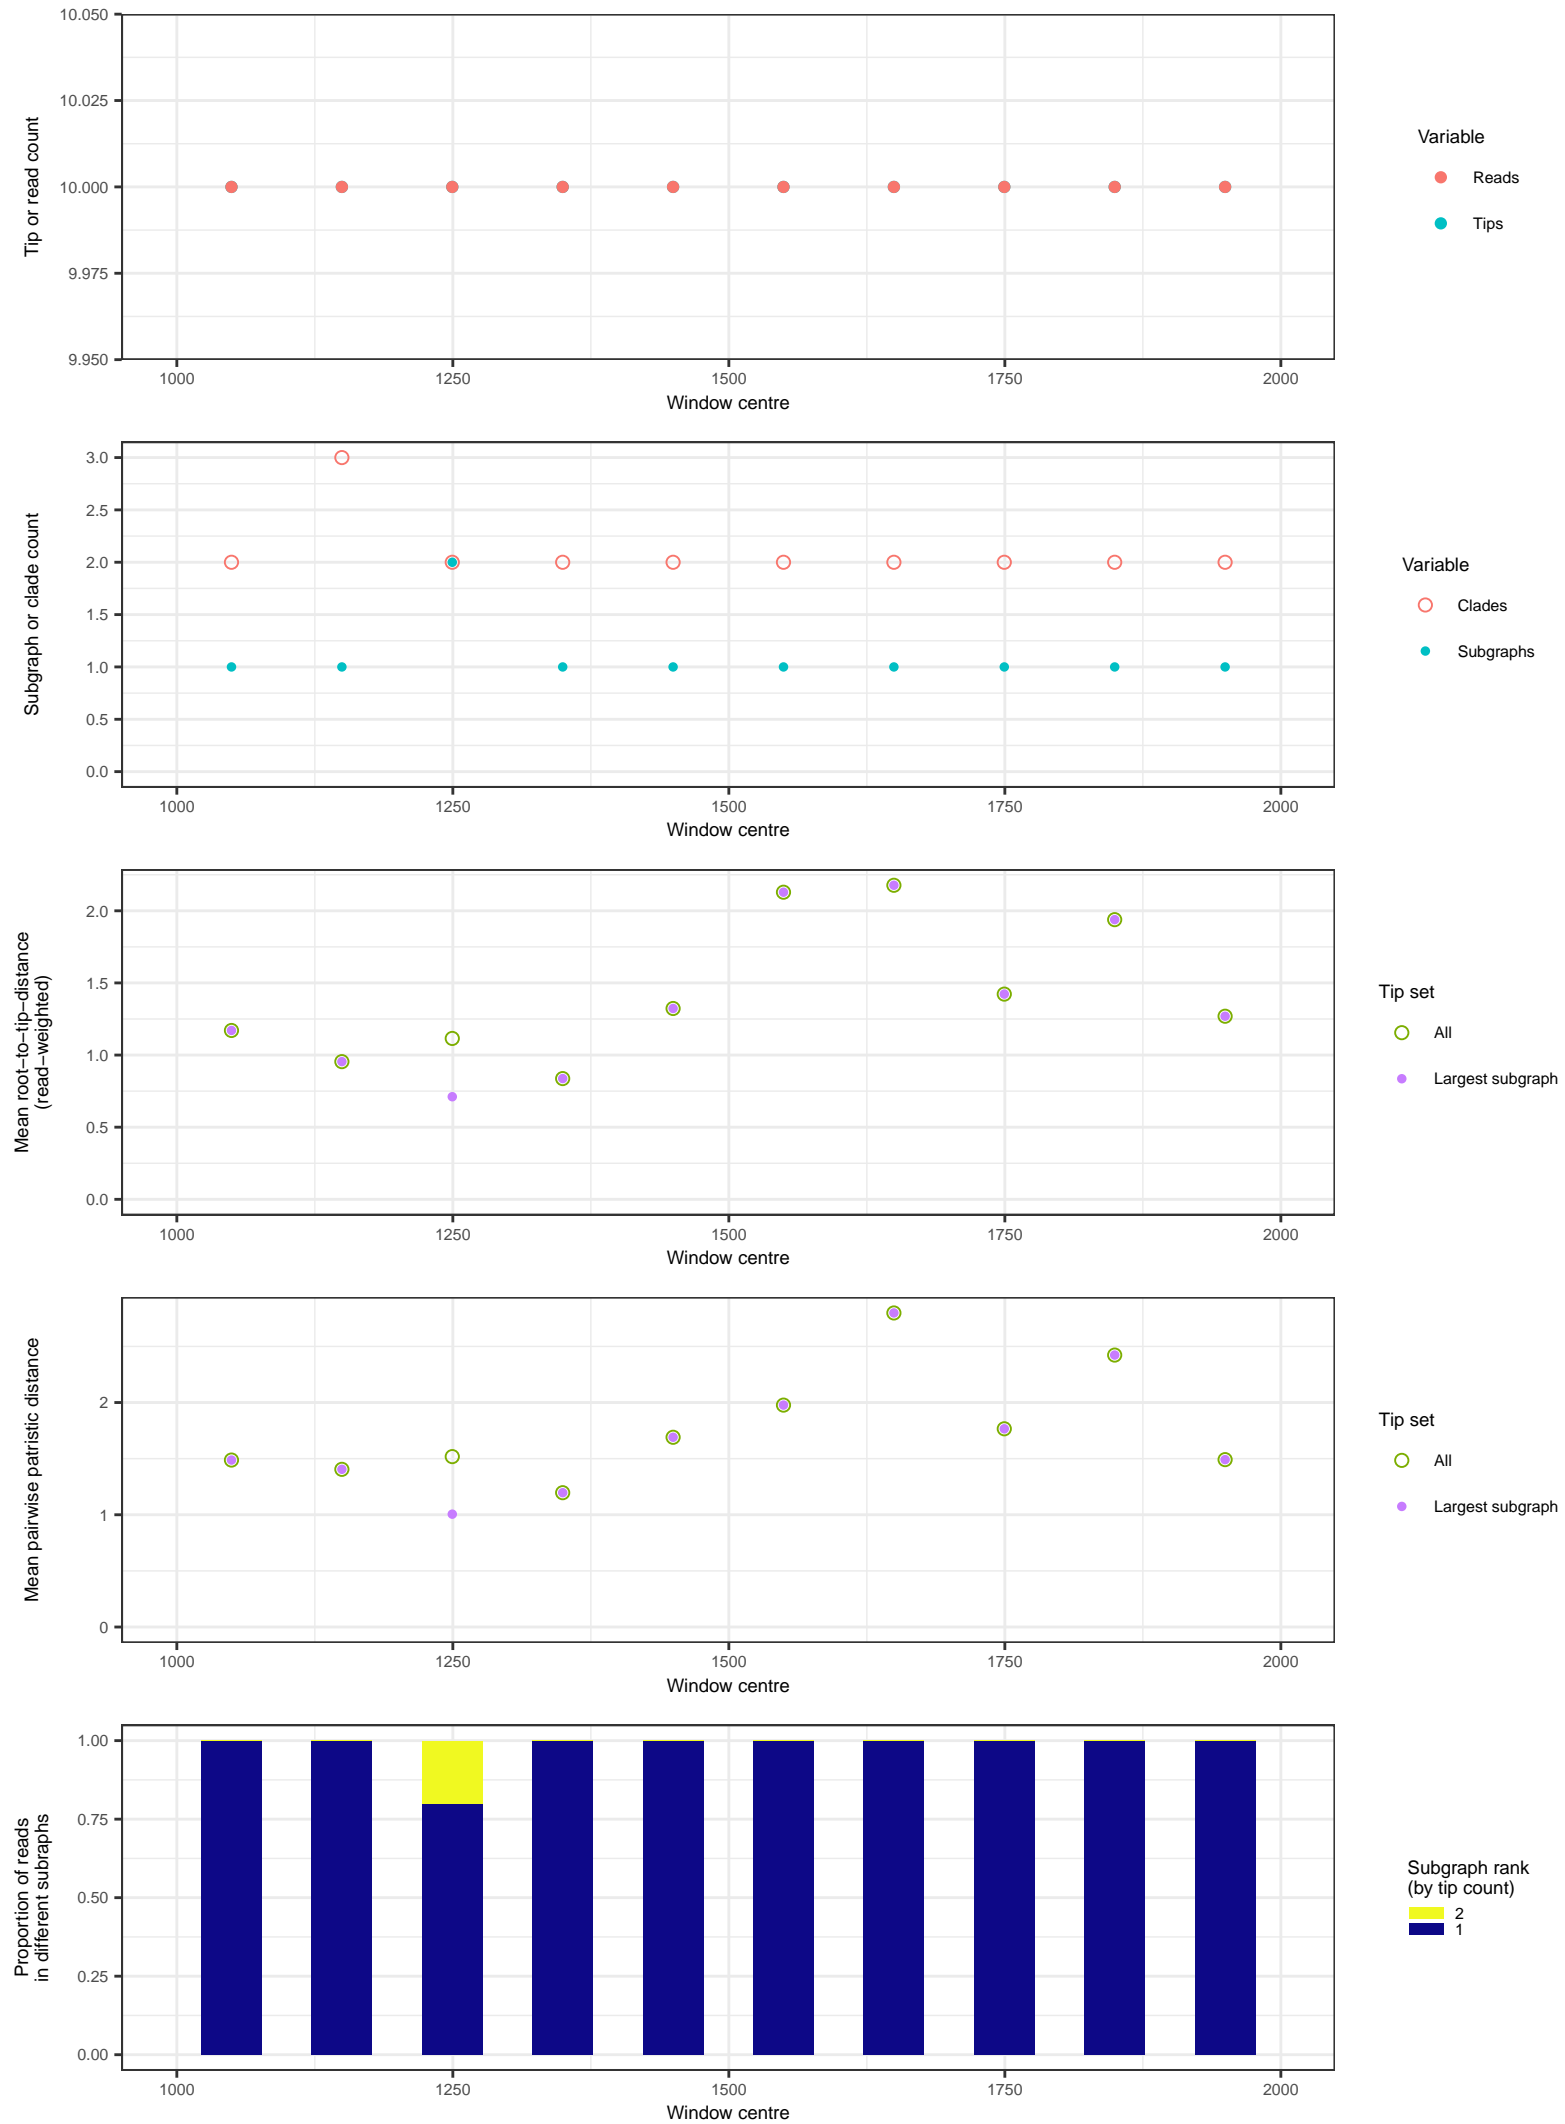 10.050
10.025
10.000
9.975
9.950
Tip or read count
1000
1250
1500
1750
2000
Window centre
Variable
Reads
Tips
3.0
2.5
2.0
1.5
1.0
0.5
0.0
Subgraph or clade count
1000
1250
1500
1750
2000
Window centre
Variable
Clades
Subgraphs
2.0
1.5
1.0
0.5
0.0
Mean root−to−tip−distance
(read−weighted)
1000
1250
1500
1750
2000
Window centre
Tip set
All
Largest subgraph
2
1
0
Mean pairwise patristic distance
1000
1250
1500
1750
2000
Window centre
Tip set
All
Largest subgraph
1.00
0.75
0.50
0.25
0.00
Proportion of reads
in different subraphs
1000
1250
1500
1750
2000
Window centre
Subgraph rank
(by tip count)
2
1